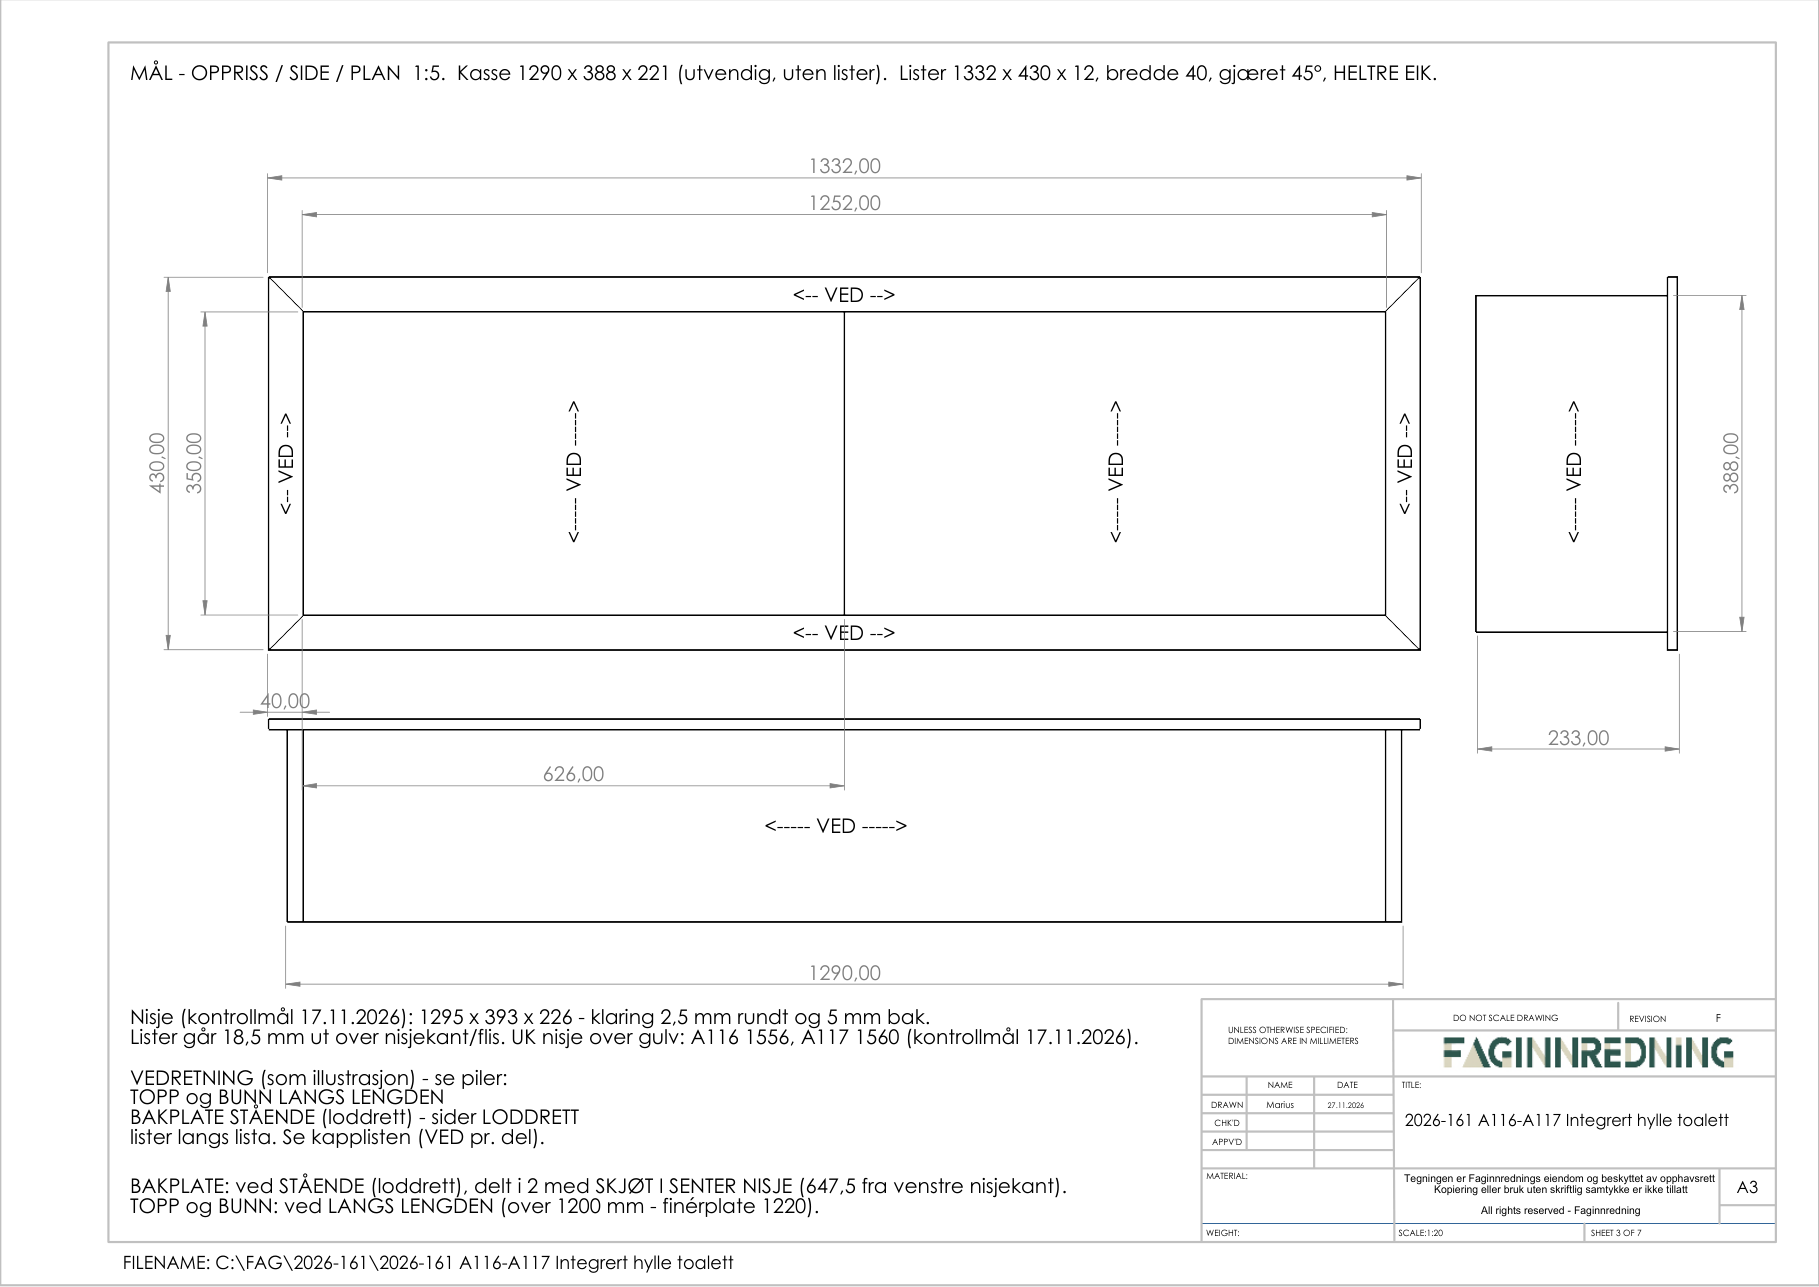 MÅL - OPPRISS / SIDE / PLAN 1:5. Kasse 1290 x 388 x 221 (utvendig, uten lister). Lister 1332 x 430 x 12, bredde 40, gjæret 45°, HELTRE EIK.
1332,00
1252,00
<-- VED -->
430,00
350,00
<-- VED -->
<----- VED ----->
<----- VED ----->
<-- VED -->
<----- VED ----->
388,00
<-- VED -->
40,00
233,00
626,00
<----- VED ----->
1290,00
Nisje (kontrollmål 17.11.2026): 1295 x 393 x 226 - klaring 2,5 mm rundt og 5 mm bak.
Lister går 18,5 mm ut over nisjekant/flis. UK nisje over gulv: A116 1556, A117 1560 (kontrollmål 17.11.2026).
VEDRETNING (som illustrasjon) - se piler:
TOPP og BUNN LANGS LENGDEN
BAKPLATE STÅENDE (loddrett) - sider LODDRETT
lister langs lista. Se kapplisten (VED pr. del).
BAKPLATE: ved STÅENDE (loddrett), delt i 2 med SKJØT I SENTER NISJE (647,5 fra venstre nisjekant).
TOPP og BUNN: ved LANGS LENGDEN (over 1200 mm - finérplate 1220).
UNLESS OTHERWISE SPECIFIED:
DIMENSIONS ARE IN MILLIMETERS
DO NOT SCALE DRAWING
REVISION F
FAGINNREDNING
NAME DATE
DRAWN Marius 27.11.2026
CHK'D
APPV'D
TITLE:
2026-161 A116-A117 Integrert hylle toalett
MATERIAL:
Tegningen er Faginnrednings eiendom og beskyttet av opphavsrett
Kopiering eller bruk uten skriftlig samtykke er ikke tillatt
All rights reserved - Faginnredning
A3
WEIGHT:
SCALE:1:20
SHEET 3 OF 7
FILENAME: C:\FAG\2026-161\2026-161 A116-A117 Integrert hylle toalett